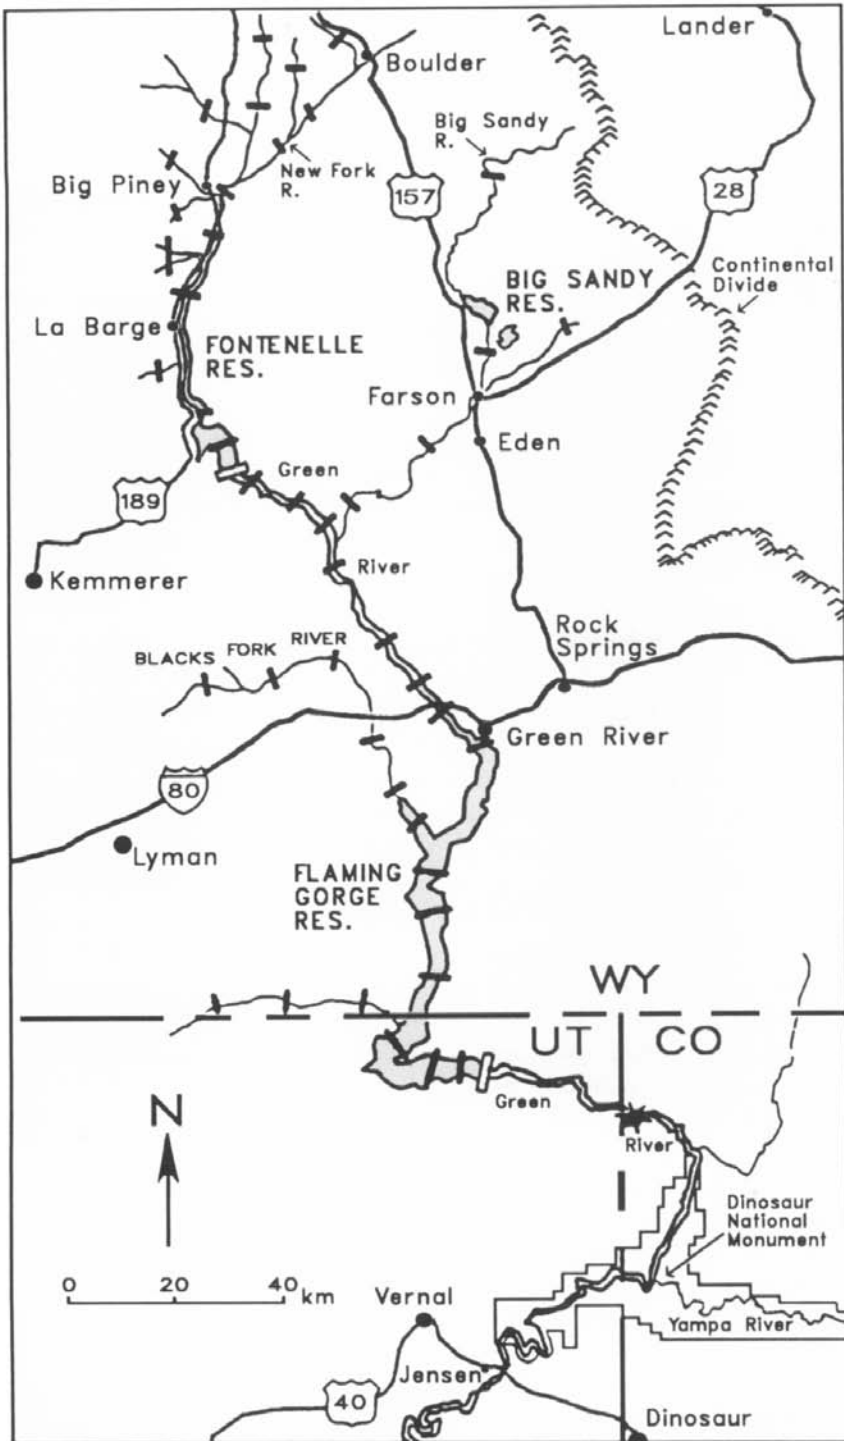 Lander
Boulder
Big Sandy
R.
New Fork
R.
Big Piney
157
28
Continental
Divide
BIG SANDY
RES.
La Barge
FONTENELLE
RES.
Farson
Eden
Green
189
River
Kemmerer
Rock
Springs
BLACKS FORK RIVER
Green River
80
Lyman
FLAMING
GORGE
RES.
WY
UT
CO
Green
N
River
Dinosaur
National
Monument
0 20 40 km
Vernal
Yampa River
Jensen
40
Dinosaur